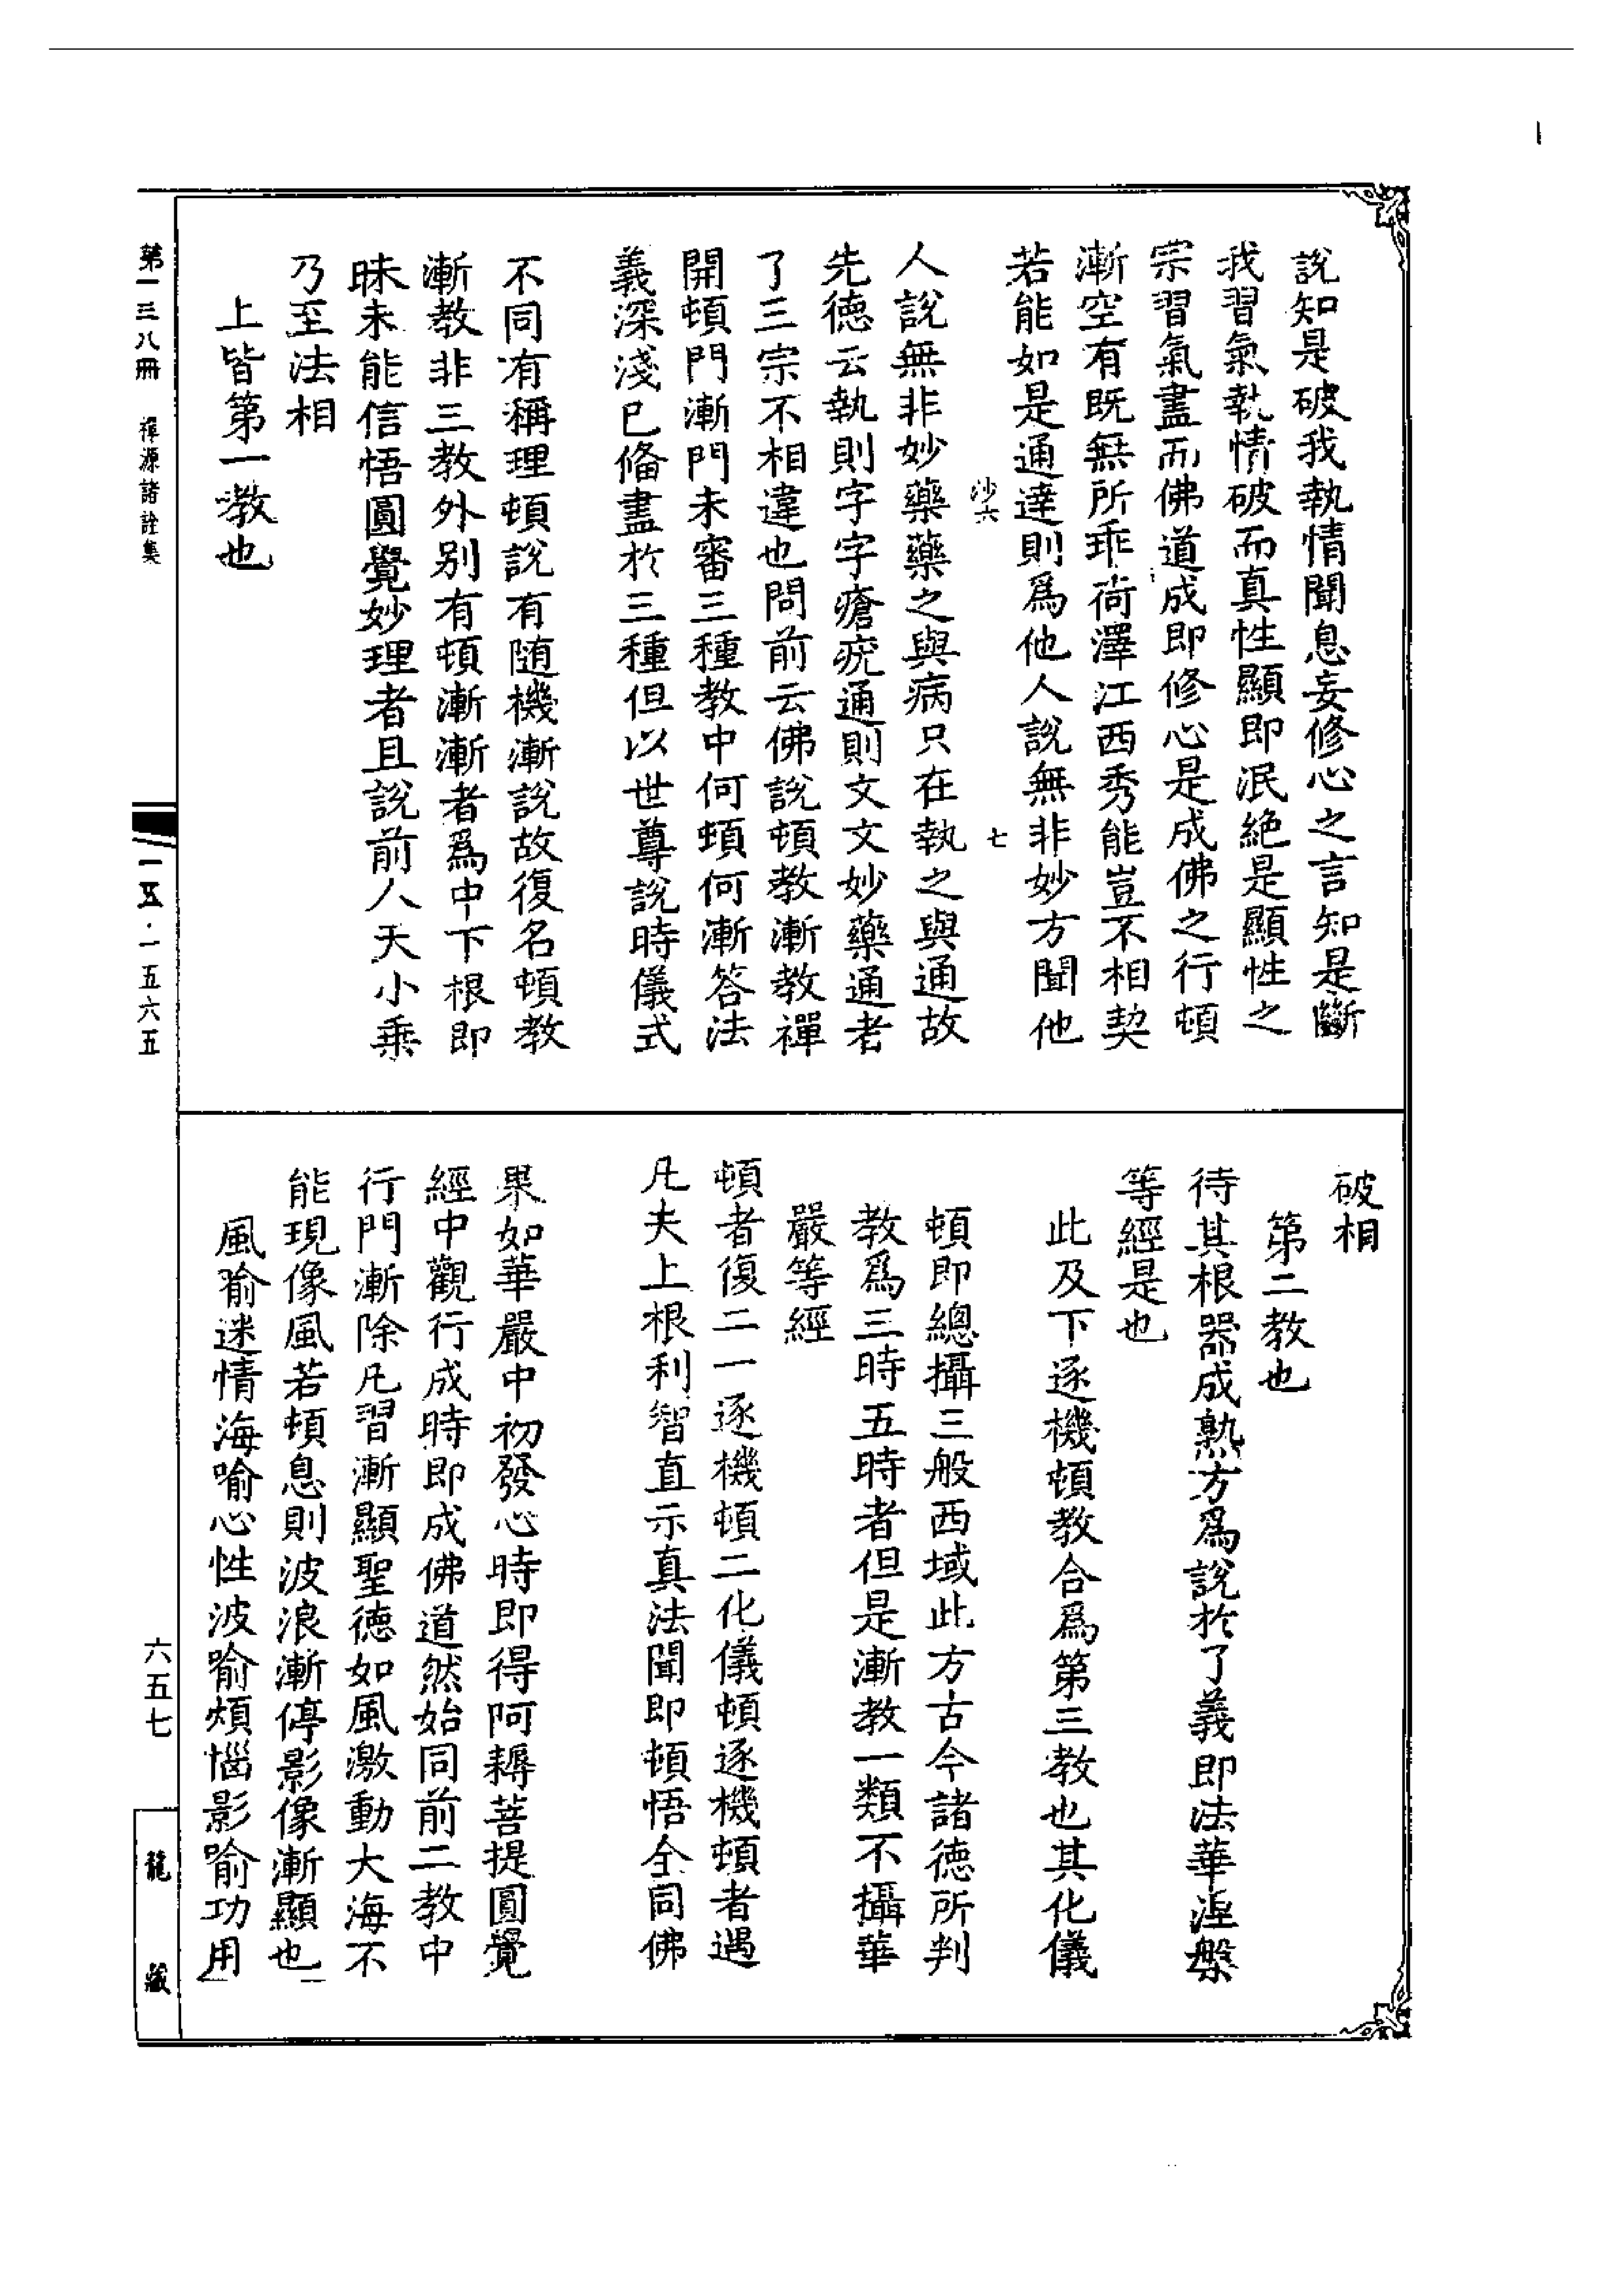 說知是破我執情聞息妄修心之言知是斷
我習氣執情破而真性顯即泯絕是顯性之
宗習氣盡而佛道成即修心是成佛之行頓
漸空有既無所乖荷澤江西秀能豈不相契
若能如是通達則爲他人說無非妙方聞他
沙六
七
人說無非妙藥藥之與病只在執之與通故
先德云執則字字瘡疣通則文文妙藥通者
了三宗不相違也問前云佛說頓教漸教禪
開頓門漸門未審三種教中何頓何漸答法
義深淺已備盡於三種但以世尊說時儀式
不同有稱理頓說有随機漸說故復名頓教
漸教非三教外别有頓漸漸者爲中下根即
昧未能信悟圓覺妙理者且說前人天小乘
乃至法相
上皆第一教也
破相
第二教也
待其根器成熟方爲說於了義即法華涅槃
等經是也
此及下逐機頓教合爲第三教也其化儀
頓即總攝三般西域此方古今諸德所判
教爲三時五時者但是漸教一類不攝華
嚴等經
頓者復二一逐機頓二化儀頓逐機頓者遇
凡夫上根利智直示真法聞即頓悟全同佛
果如華嚴中初發心時即得阿耨菩提圓覺
經中觀行成時即成佛道然始同前二教中
行門漸除凡習漸顯聖德如風激動大海不
能現像風若頓息則波浪漸停影像漸顯也
風喻迷情海喻心性波喻煩惱影喻功用
第一三八冊 禪源諸詮集
一五·一五六五
六五七
龍藏